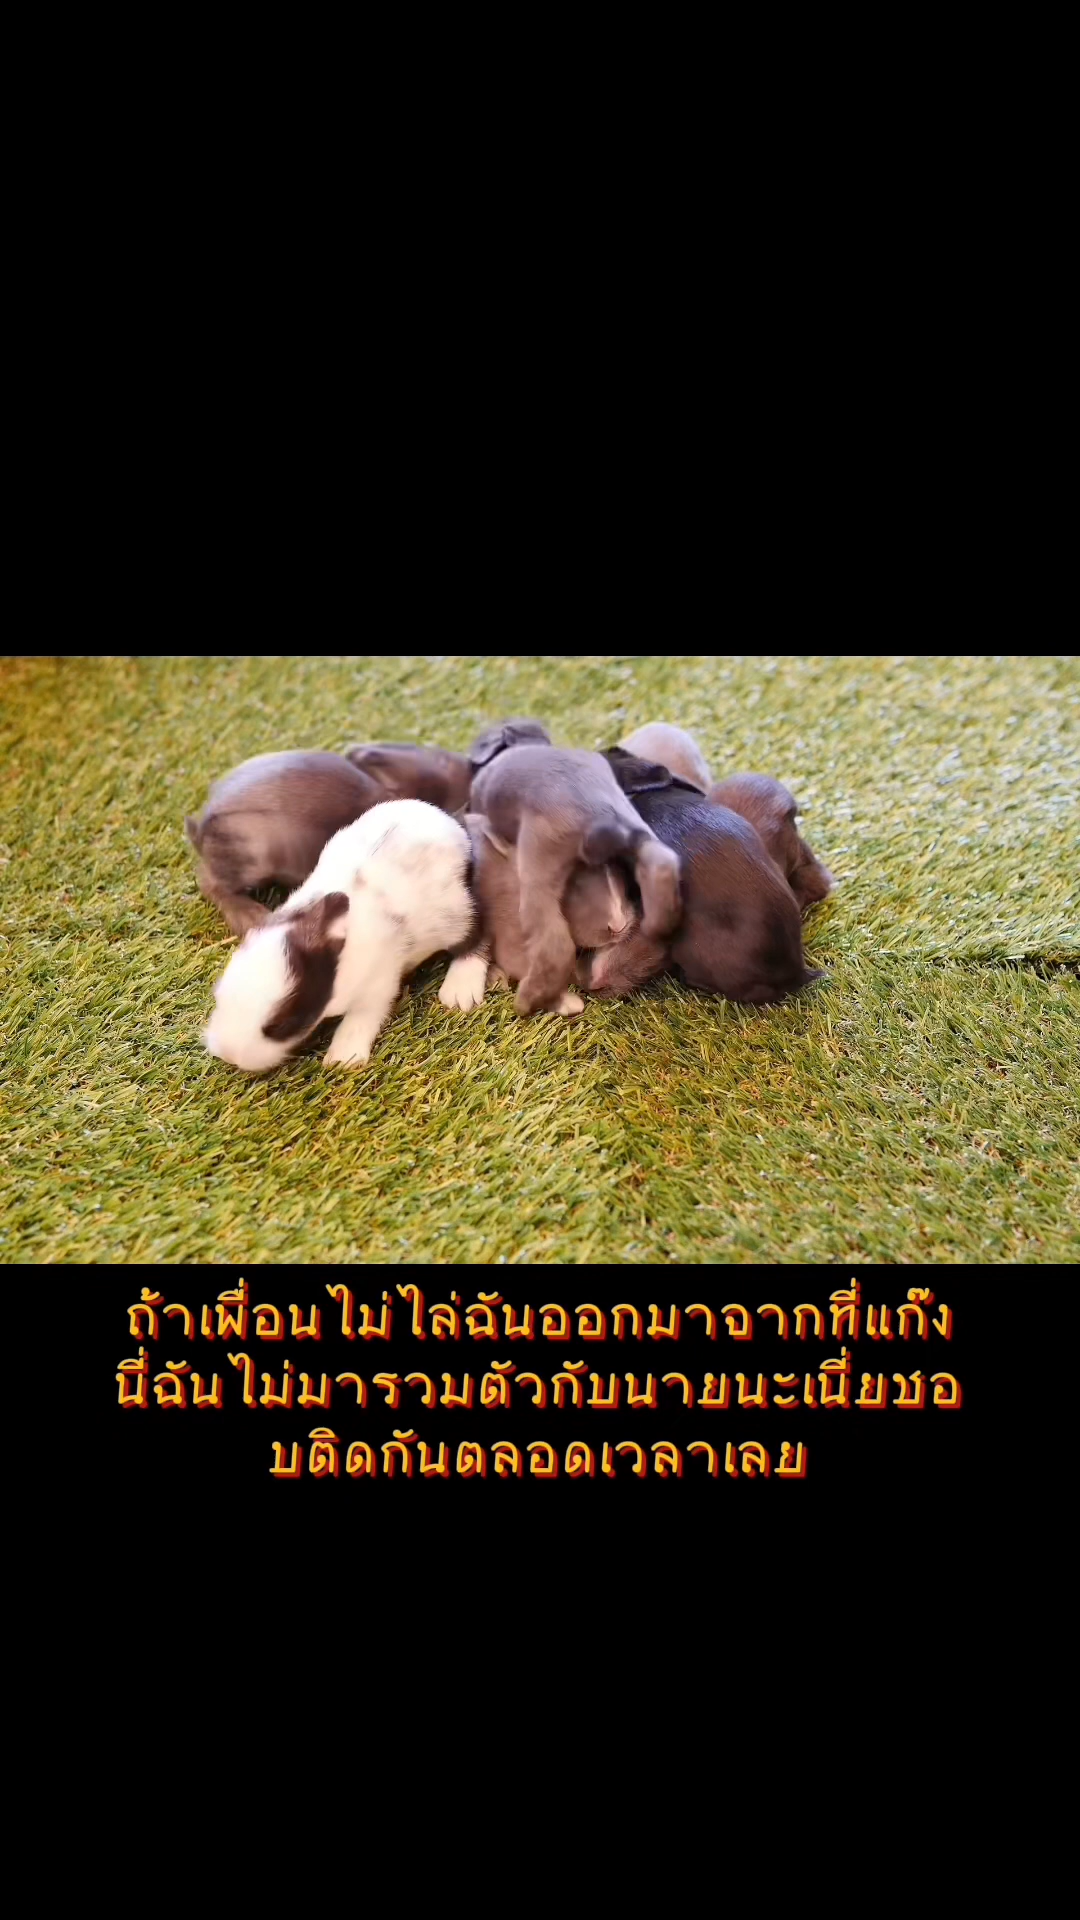 ถ้าเพื่อนไม่ไล่ฉันออกมาจากที่แก๊ง
นี่ฉันไม่มารวมตัวกับนายนะเนี่ยชอ
บติดกันตลอดเวลาเลย